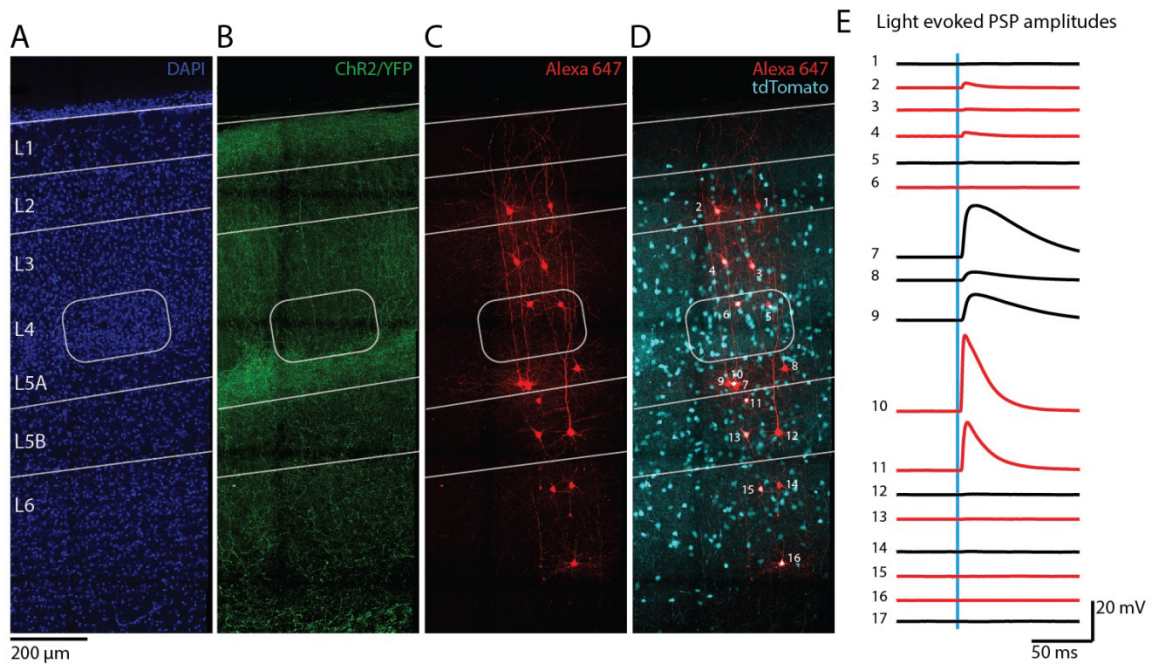 A
B
C
D
E
Light evoked PSP amplitudes
DAPI
ChR2/YFP
Alexa 647
Alexa 647
tdTomato
L1
L2
L3
L4
L5A
L5B
L6
2
1
4
3
6
5
8
10
9
7
11
13
12
15
14
16
1
2
3
4
5
6
7
8
9
10
11
12
13
14
15
16
17
200 µm
20 mV
50 ms